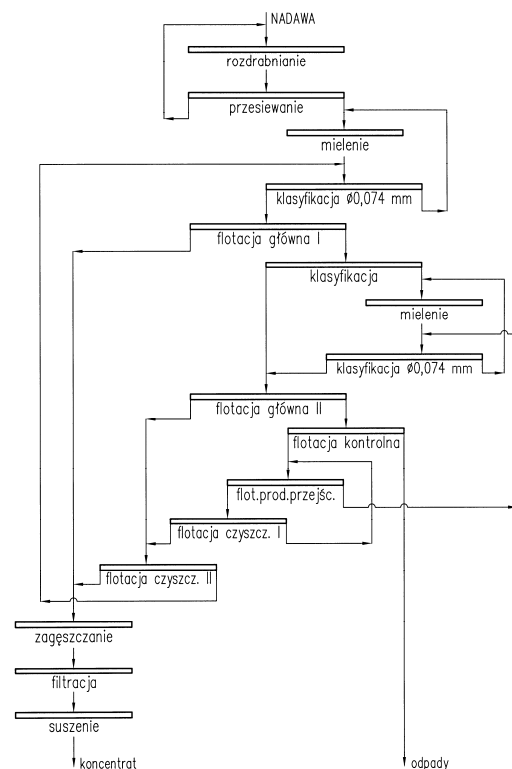 NADAWA
rozdrabnianie
przesiewanie
mielenie
klasyfikacja ø0,074 mm
flotacja główna I
klasyfikacja
mielenie
klasyfikacja ø0,074 mm
flotacja główna II
flotacja kontrolna
flot.prod.przejśc.
flotacja czyszcz. I
flotacja czyszcz. II
zagęszczanie
filtracja
suszenie
koncentrat
odpady